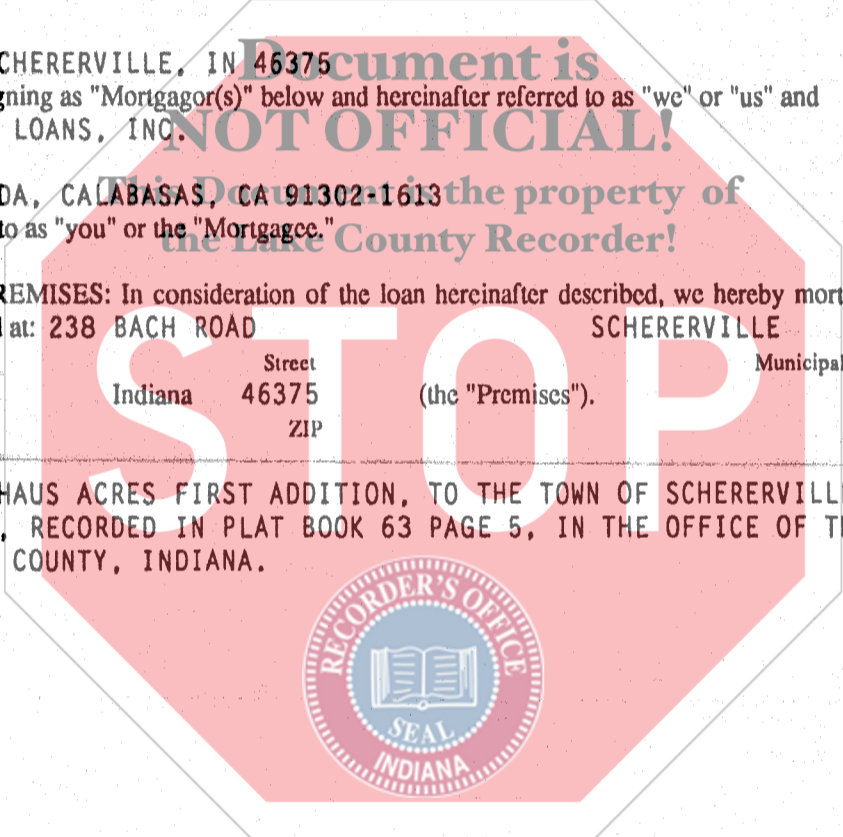 CHERERVILLE, IN 46375
Document is
gning as "Mortgagor(s)" below and hereinafter referred to as "we" or "us" and
LOANS, INC.
NOT OFFICIAL!
DA, CALABASAS, CA 91302-1613
This Document is the property of
to as "you" or the "Mortgagee."
the Lake County Recorder!
REMISES: In consideration of the loan hereinafter described, we hereby mort
at: 238 BACH ROAD SCHERERVILLE
Street Municipal
Indiana 46375 (the "Premises").
ZIP
STOP
HAUS ACRES FIRST ADDITION, TO THE TOWN OF SCHERERVILL
, RECORDED IN PLAT BOOK 63 PAGE 5, IN THE OFFICE OF TH
COUNTY, INDIANA.
RECORDER'S OFFICE
SEAL
INDIANA